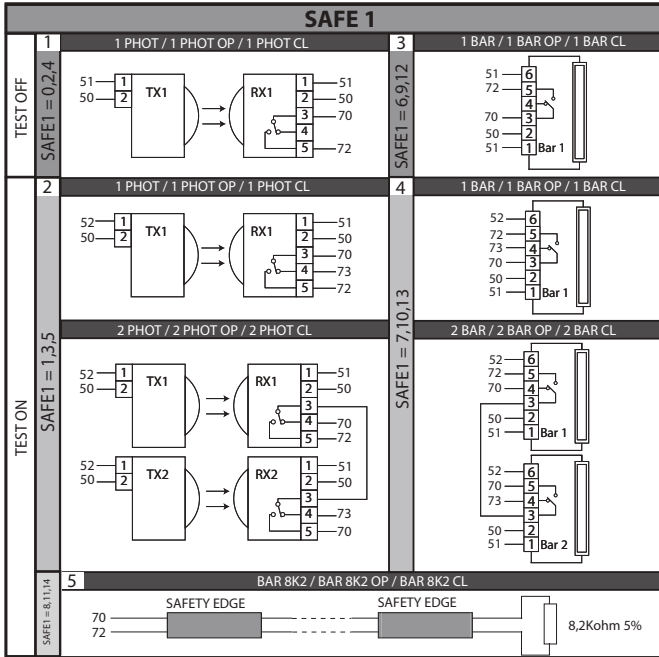 SAFE 1
TEST OFF
SAFE1 = 0,2,4
1 1 PHOT / 1 PHOT OP / 1 PHOT CL
51 1 TX1
50 2
RX1 1 51
2 50
3 70
4
5 72
SAFE1 = 6,9,12
3 1 BAR / 1 BAR OP / 1 BAR CL
51 6
72 5
4
70 3
50 2
51 1 Bar 1
TEST ON
SAFE1 = 1,3,5
2 1 PHOT / 1 PHOT OP / 1 PHOT CL
52 1 TX1
50 2
RX1 1 51
2 50
3 70
4 73
5 72
SAFE1 = 7,10,13
4 1 BAR / 1 BAR OP / 1 BAR CL
52 6
72 5
73 4
70 3
50 2
51 1 Bar 1
2 PHOT / 2 PHOT OP / 2 PHOT CL
52 1 TX1
50 2
RX1 1 51
2 50
3
4 70
5 72
52 1 TX2
50 2
RX2 1 51
2 50
3
4 73
5 70
2 BAR / 2 BAR OP / 2 BAR CL
52 6
72 5
70 4
3
50 2
51 1 Bar 1
52 6
70 5
73 4
3
50 2
51 1 Bar 2
SAFE1 = 8,11,14
5 BAR 8K2 / BAR 8K2 OP / BAR 8K2 CL
SAFETY EDGE SAFETY EDGE
70
72
8,2Kohm 5%